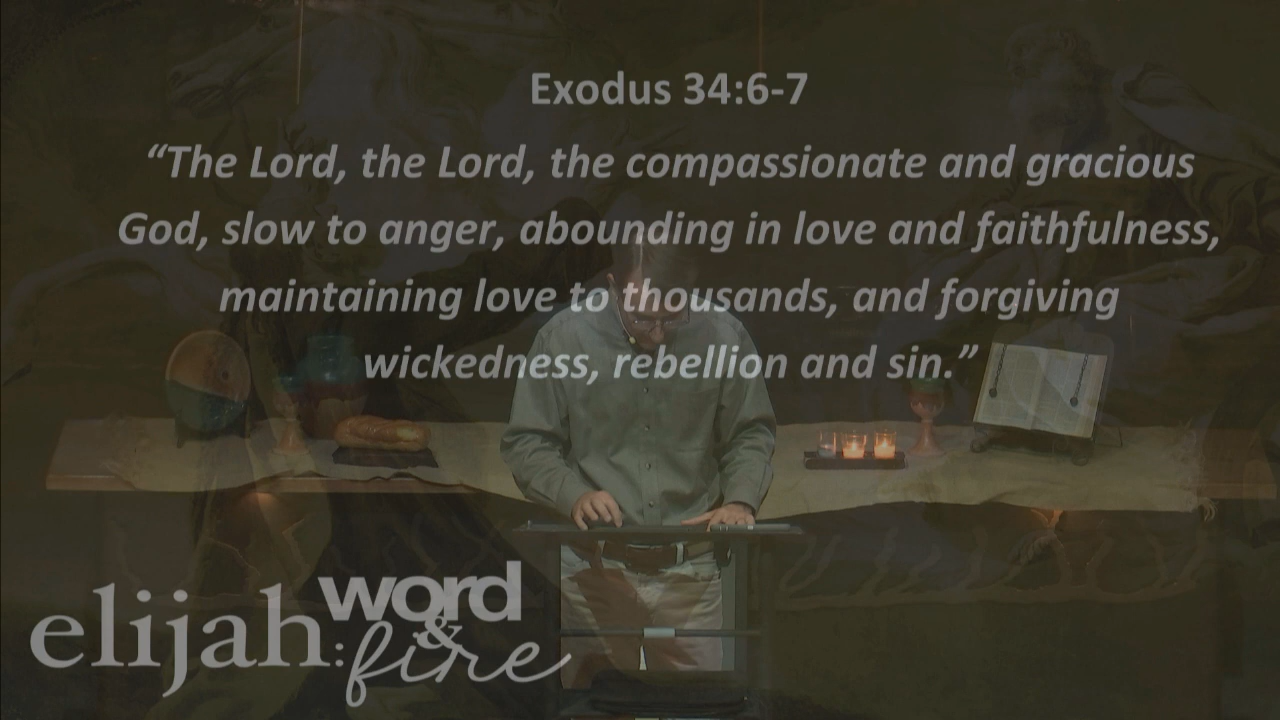 Exodus 34:6-7
“The Lord, the Lord, the compassionate and gracious
God, slow to anger, abounding in love and faithfulness,
maintaining love to thousands, and forgiving
wickedness, rebellion and sin.”
elijah: word
& fire